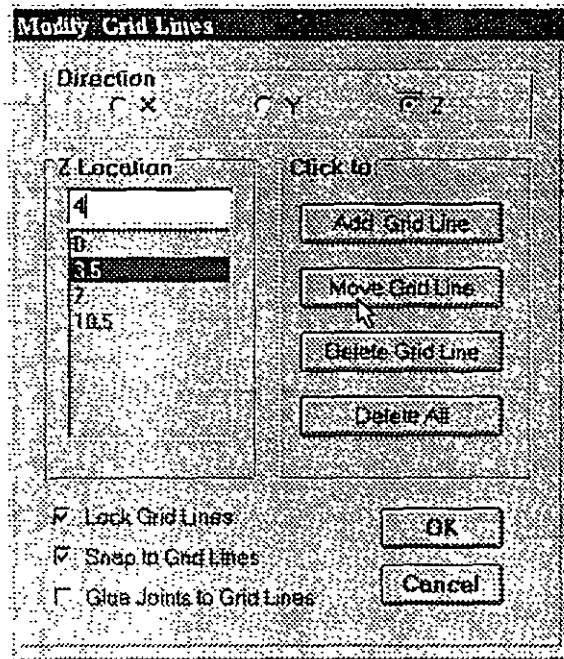 Modify Grid Lines
Direction
X Y Z
Z Location
4
0.
3.5
7.
10.5
Click to:
Add Grid Line
Move Grid Line
Delete Grid Line
Delete All
Lock Grid Lines
Snap to Grid Lines
Glue Joints to Grid Lines
OK
Cancel